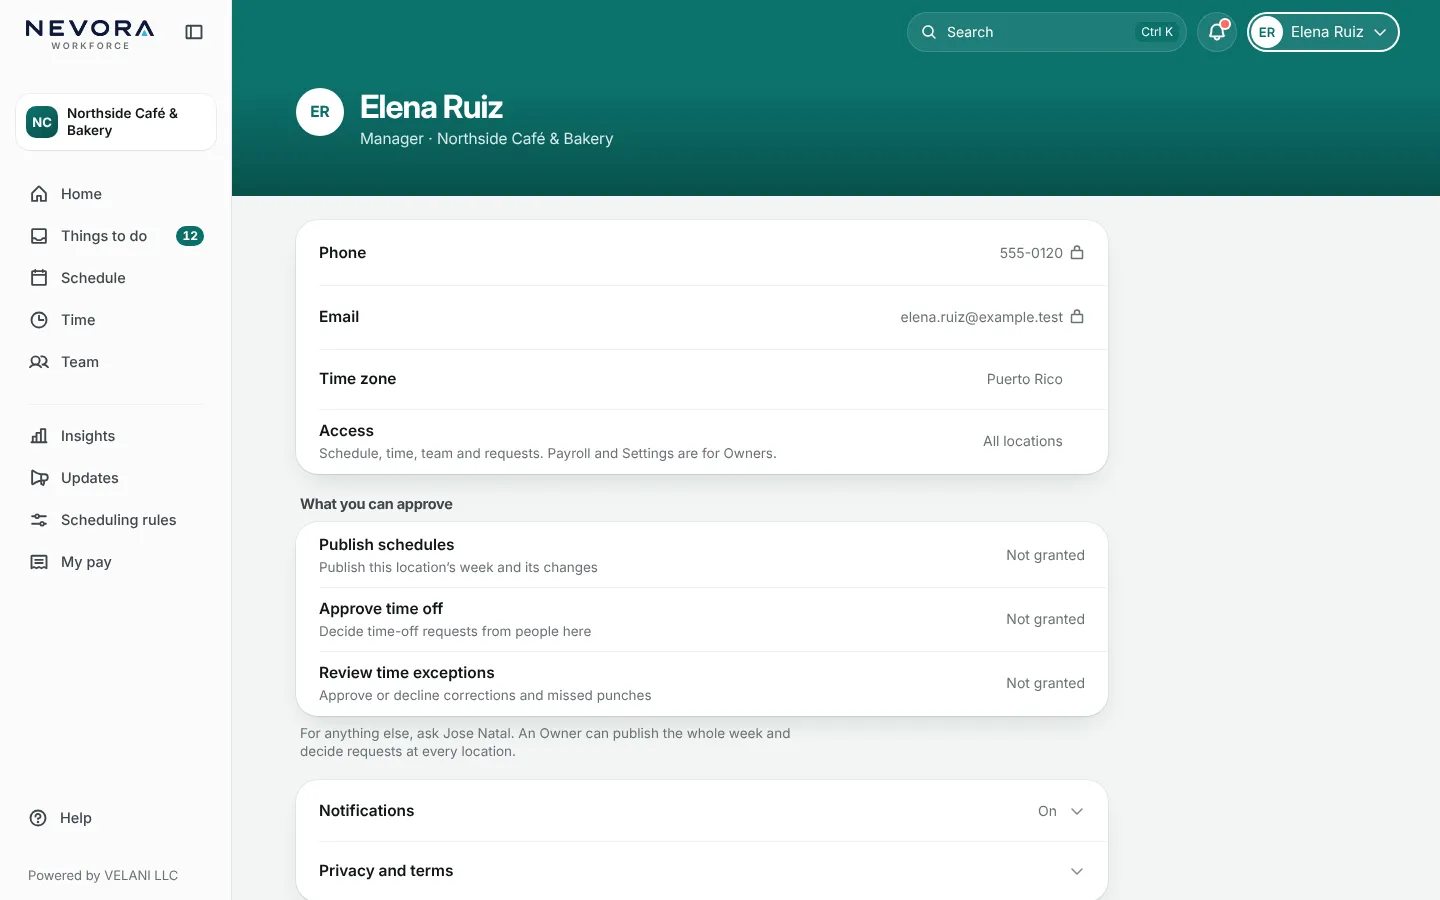 NEVORA
WORKFORCE
Search
Ctrl K
ER
Elena Ruiz
NC
Northside Café &
Bakery
Home
Things to do
12
Schedule
Time
Team
Insights
Updates
Scheduling rules
My pay
Help
Powered by VELANI LLC
ER
Elena Ruiz
Manager · Northside Café & Bakery
Phone
555-0120
Email
elena.ruiz@example.test
Time zone
Puerto Rico
Access
Schedule, time, team and requests. Payroll and Settings are for Owners.
All locations
What you can approve
Publish schedules
Publish this location’s week and its changes
Not granted
Approve time off
Decide time-off requests from people here
Not granted
Review time exceptions
Approve or decline corrections and missed punches
Not granted
For anything else, ask Jose Natal. An Owner can publish the whole week and
decide requests at every location.
Notifications
On
Privacy and terms